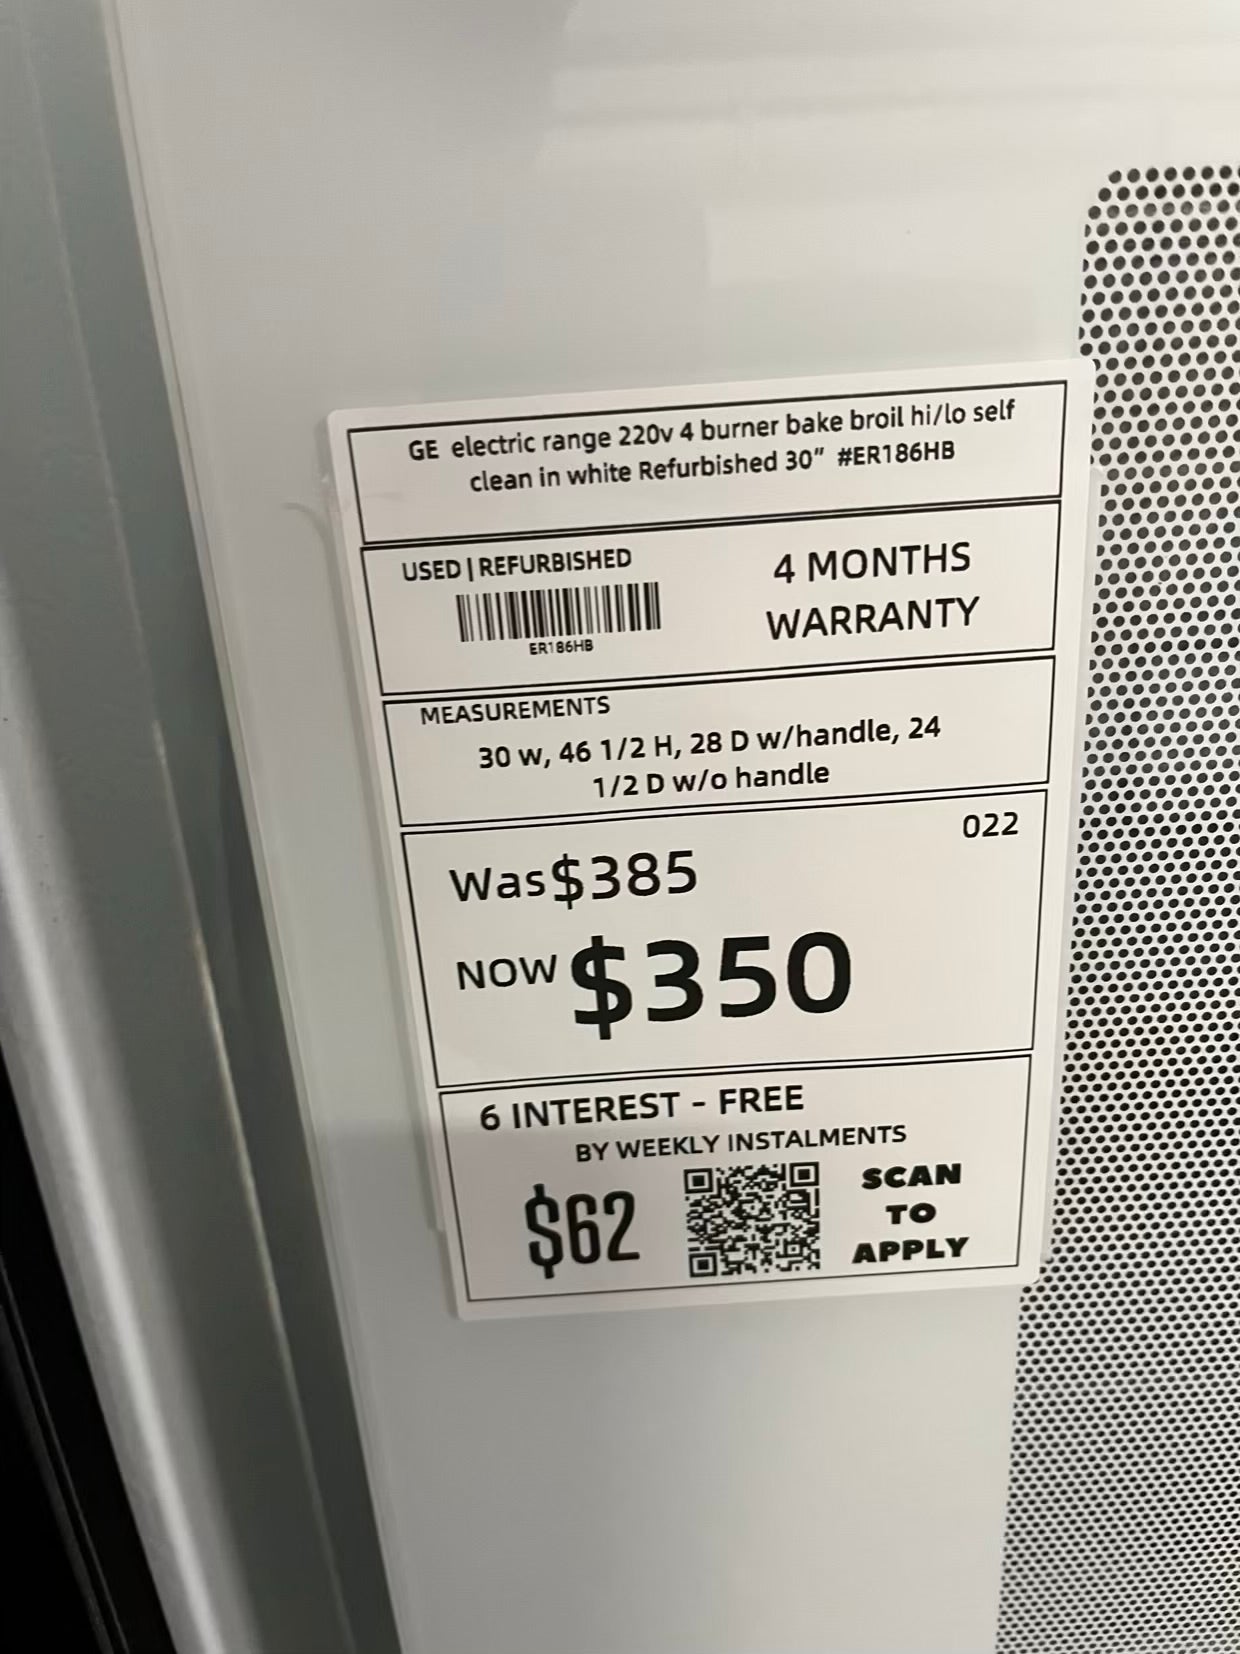 GE electric range 220v 4 burner bake broil hi/lo self
clean in white Refurbished 30" #ER186HB
USED | REFURBISHED
ER186HB
4 MONTHS
WARRANTY
MEASUREMENTS
30 w, 46 1/2 H, 28 D w/handle, 24
1/2 D w/o handle
022
Was $385
NOW $350
6 INTEREST - FREE
BY WEEKLY INSTALMENTS
$62
SCAN
TO
APPLY